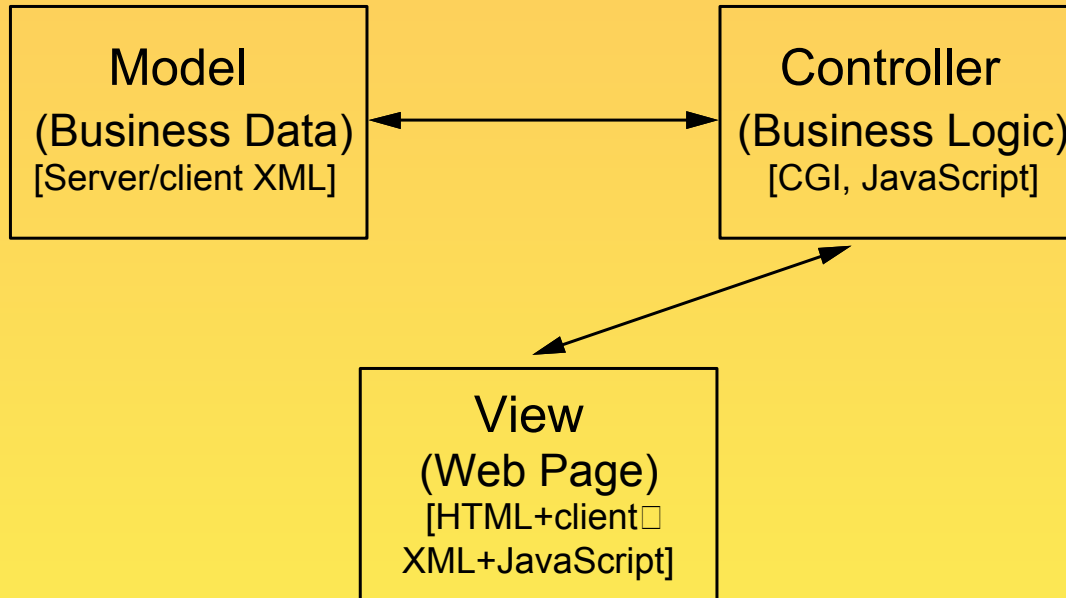 Model
(Business Data)
[Server/client XML]
Controller
(Business Logic)
[CGI, JavaScript]
View
(Web Page)
[HTML+client□
XML+JavaScript]